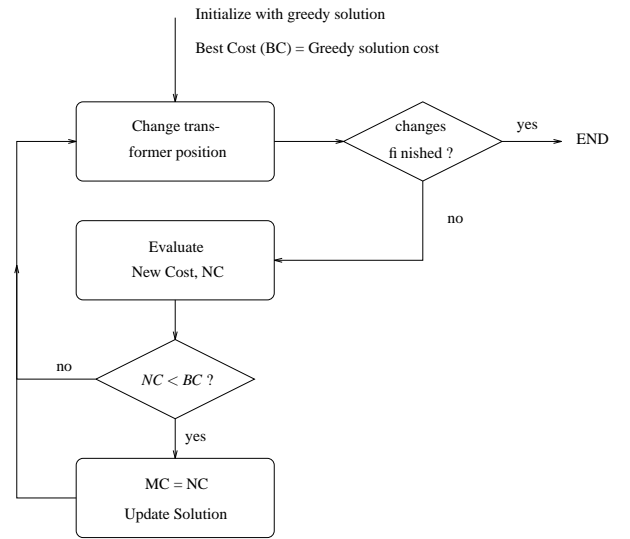 Initialize with greedy solution
Best Cost (BC) = Greedy solution cost
Change trans-
former position
changes
fi nished ?
yes
END
no
Evaluate
New Cost, NC
no
NC < BC ?
yes
MC = NC
Update Solution